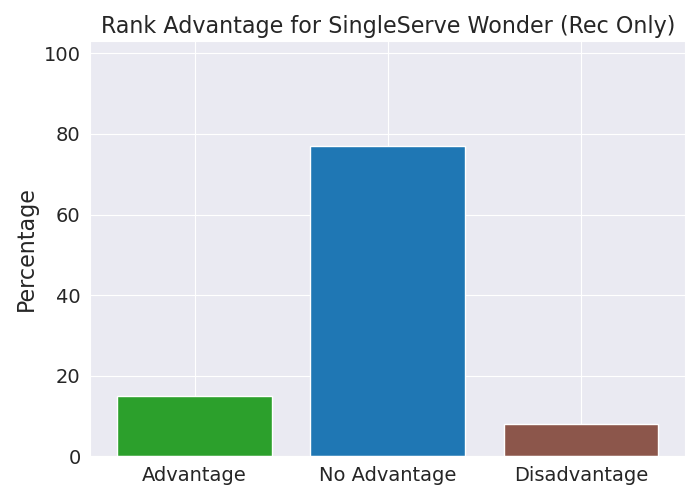 Rank Advantage for SingleServe Wonder (Rec Only)
100
80
60
40
20
0
Percentage
Advantage
No Advantage
Disadvantage